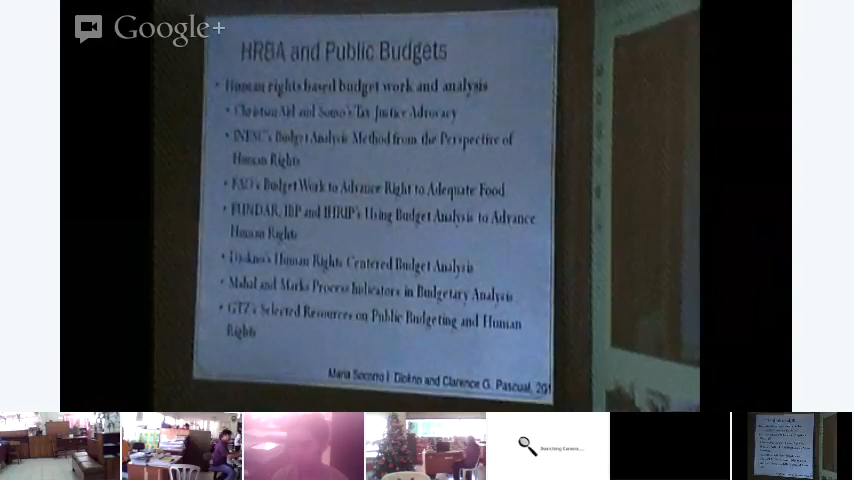 Google+
HRBA and Public Budgets
• Human rights based budget work and analysis
• Christian Aid and Somo's Tax Justice Advocacy
• INESC's Budget Analysis Method from the Perspective of
Human Rights
• FAO's Budget Work to Advance Right to Adequate Food
• FUNDAR, IBP and IHRIP's Using Budget Analysis to Advance
Human Rights
• Diokno's Human Rights Centered Budget Analysis
• and Marks Process Indicators in Budgetary Analysis
• GTZ's Selected Resources on Public Budgeting and Human
Rights
Maria Socorro I. Diokno and Clarence G. Pascual, 201
Searching Camera....